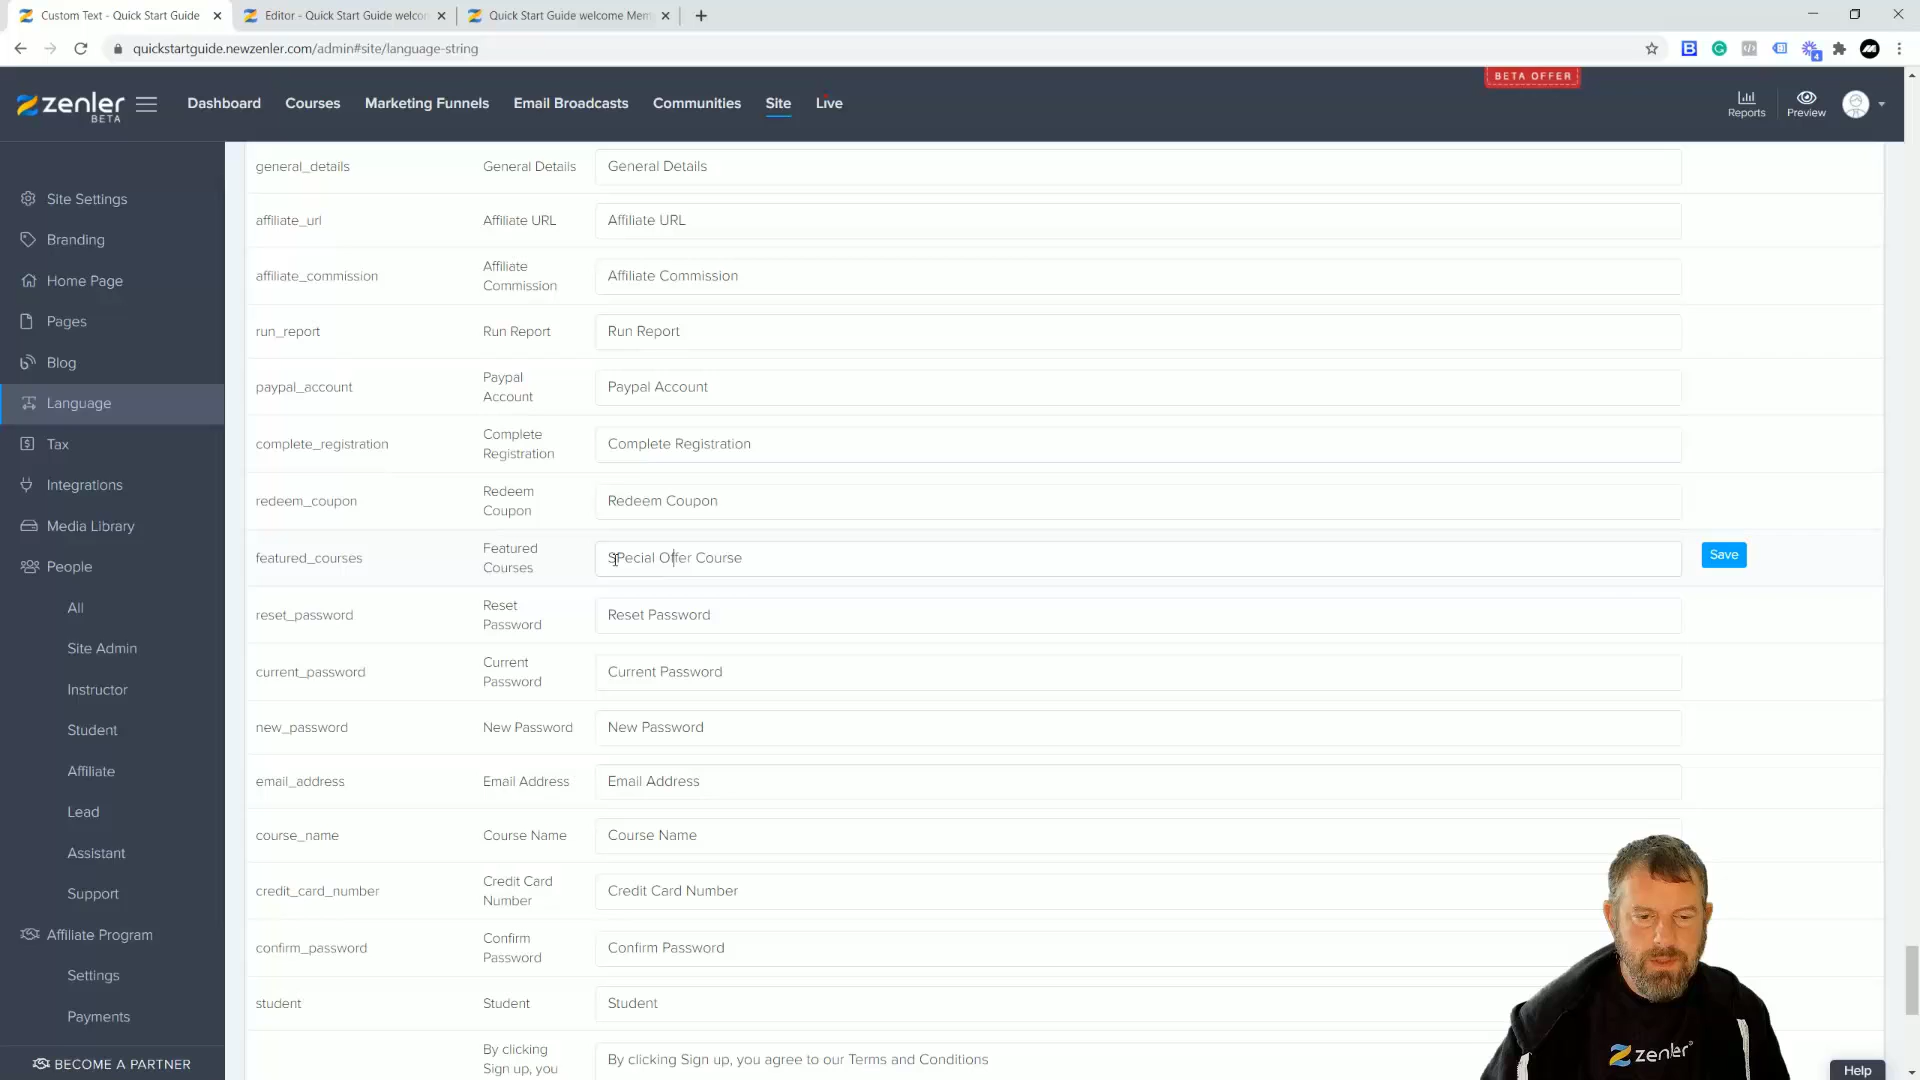 Custom Text - Quick Start Guide
Editor - Quick Start Guide welcor
Quick Start Guide welcome Mem
quickstartguide.newzenler.com/admin#site/language-string
BETA OFFER
zenler
BETA
Dashboard
Courses
Marketing Funnels
Email Broadcasts
Communities
Site
Live
Reports
Preview
Site Settings
Branding
Home Page
Pages
Blog
Language
Tax
Integrations
Media Library
People
All
Site Admin
Instructor
Student
Affiliate
Lead
Assistant
Support
Affiliate Program
Settings
Payments
BECOME A PARTNER
general_details General Details General Details
affiliate_url Affiliate URL Affiliate URL
affiliate_commission Affiliate Commission Affiliate Commission
run_report Run Report Run Report
paypal_account Paypal Account Paypal Account
complete_registration Complete Registration Complete Registration
redeem_coupon Redeem Coupon Redeem Coupon
featured_courses Featured Courses SPecial Offer Course Save
reset_password Reset Password Reset Password
current_password Current Password Current Password
new_password New Password New Password
email_address Email Address Email Address
course_name Course Name Course Name
credit_card_number Credit Card Number Credit Card Number
confirm_password Confirm Password Confirm Password
student Student Student
By clicking Sign up, you By clicking Sign up, you agree to our Terms and Conditions
zenler
Help